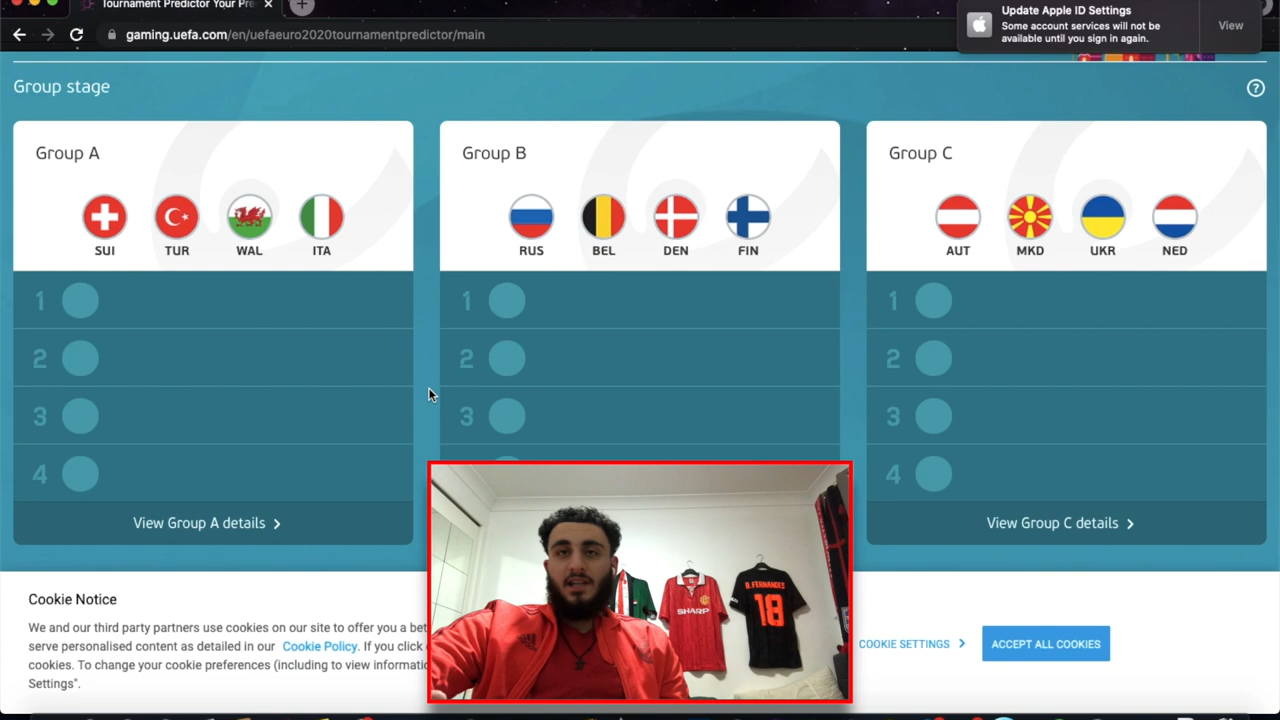 Tournament Predictor Your Pre
gaming.uefa.com/en/uefaeuro2020tournamentpredictor/main
Update Apple ID Settings
Some account services will not be
available until you sign in again.
View
Group stage
?
Group A
SUI TUR WAL ITA
1
2
3
4
View Group A details
Group B
RUS BEL DEN FIN
1
2
3
Group C
AUT MKD UKR NED
1
2
3
4
View Group C details
Cookie Notice
We and our third party partners use cookies on our site to offer you a bet
serve personalised content as detailed in our Cookie Policy. If you click
cookies. To change your cookie preferences (including to view informatio
Settings".
COOKIE SETTINGS
ACCEPT ALL COOKIES
SHARP
B. FERNANDES
18